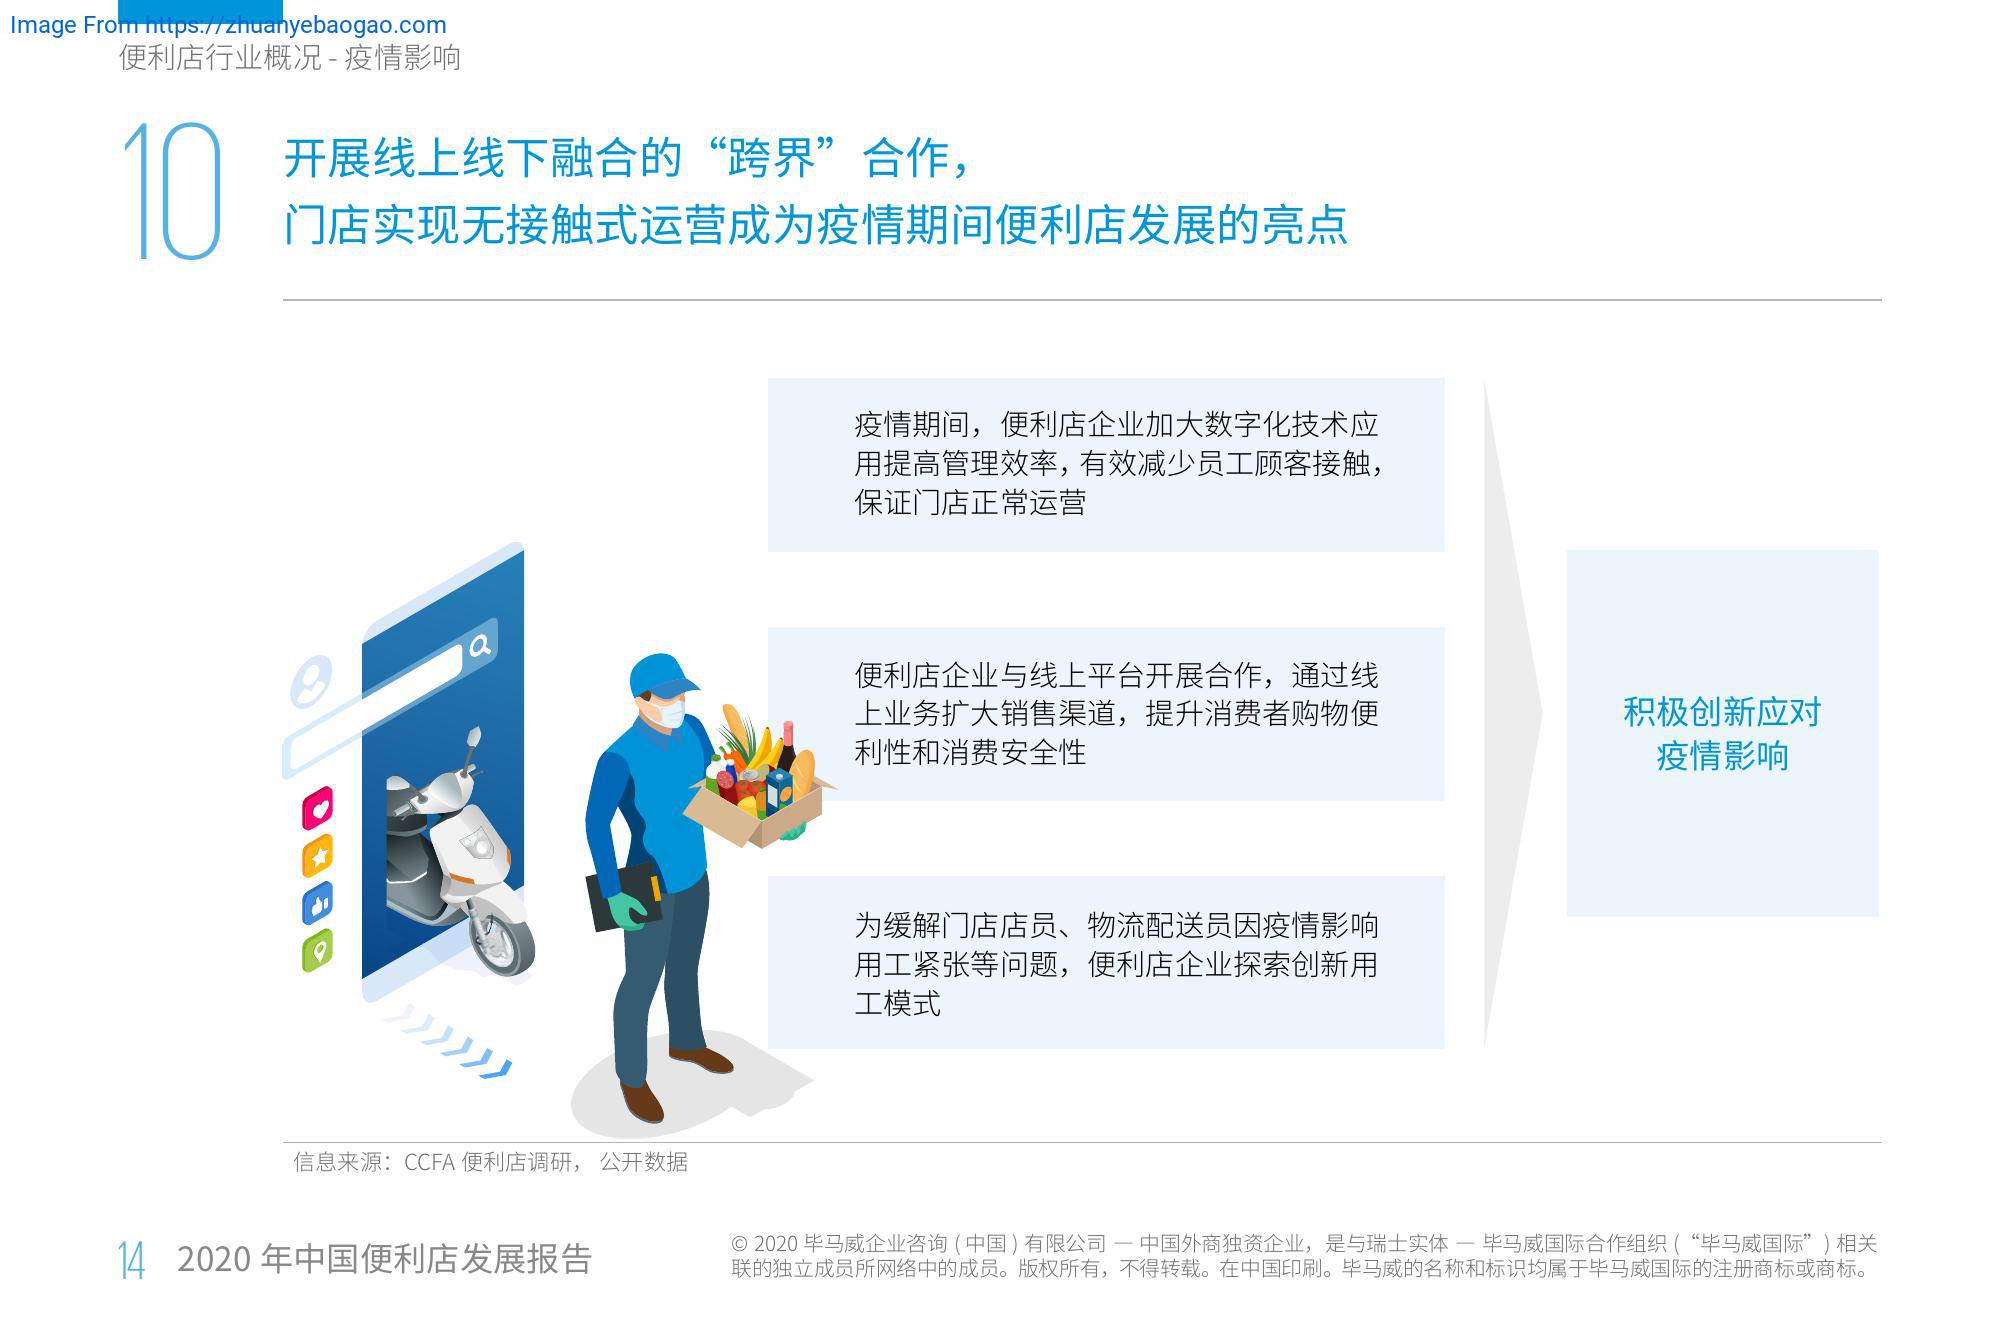 Image From https://zhuanyebaogao.com
便利店行业概况 - 疫情影响
10
开展线上线下融合的“跨界”合作，
门店实现无接触式运营成为疫情期间便利店发展的亮点
疫情期间，便利店企业加大数字化技术应
用提高管理效率，有效减少员工顾客接触，
保证门店正常运营
便利店企业与线上平台开展合作，通过线
上业务扩大销售渠道，提升消费者购物便
利性和消费安全性
为缓解门店店员、物流配送员因疫情影响
用工紧张等问题，便利店企业探索创新用
工模式
积极创新应对
疫情影响
信息来源：CCFA 便利店调研， 公开数据
14 2020 年中国便利店发展报告
© 2020 毕马威企业咨询 ( 中国 ) 有限公司 — 中国外商独资企业，是与瑞士实体 — 毕马威国际合作组织 (“毕马威国际”) 相关
联的独立成员所网络中的成员。版权所有，不得转载。在中国印刷。毕马威的名称和标识均属于毕马威国际的注册商标或商标。